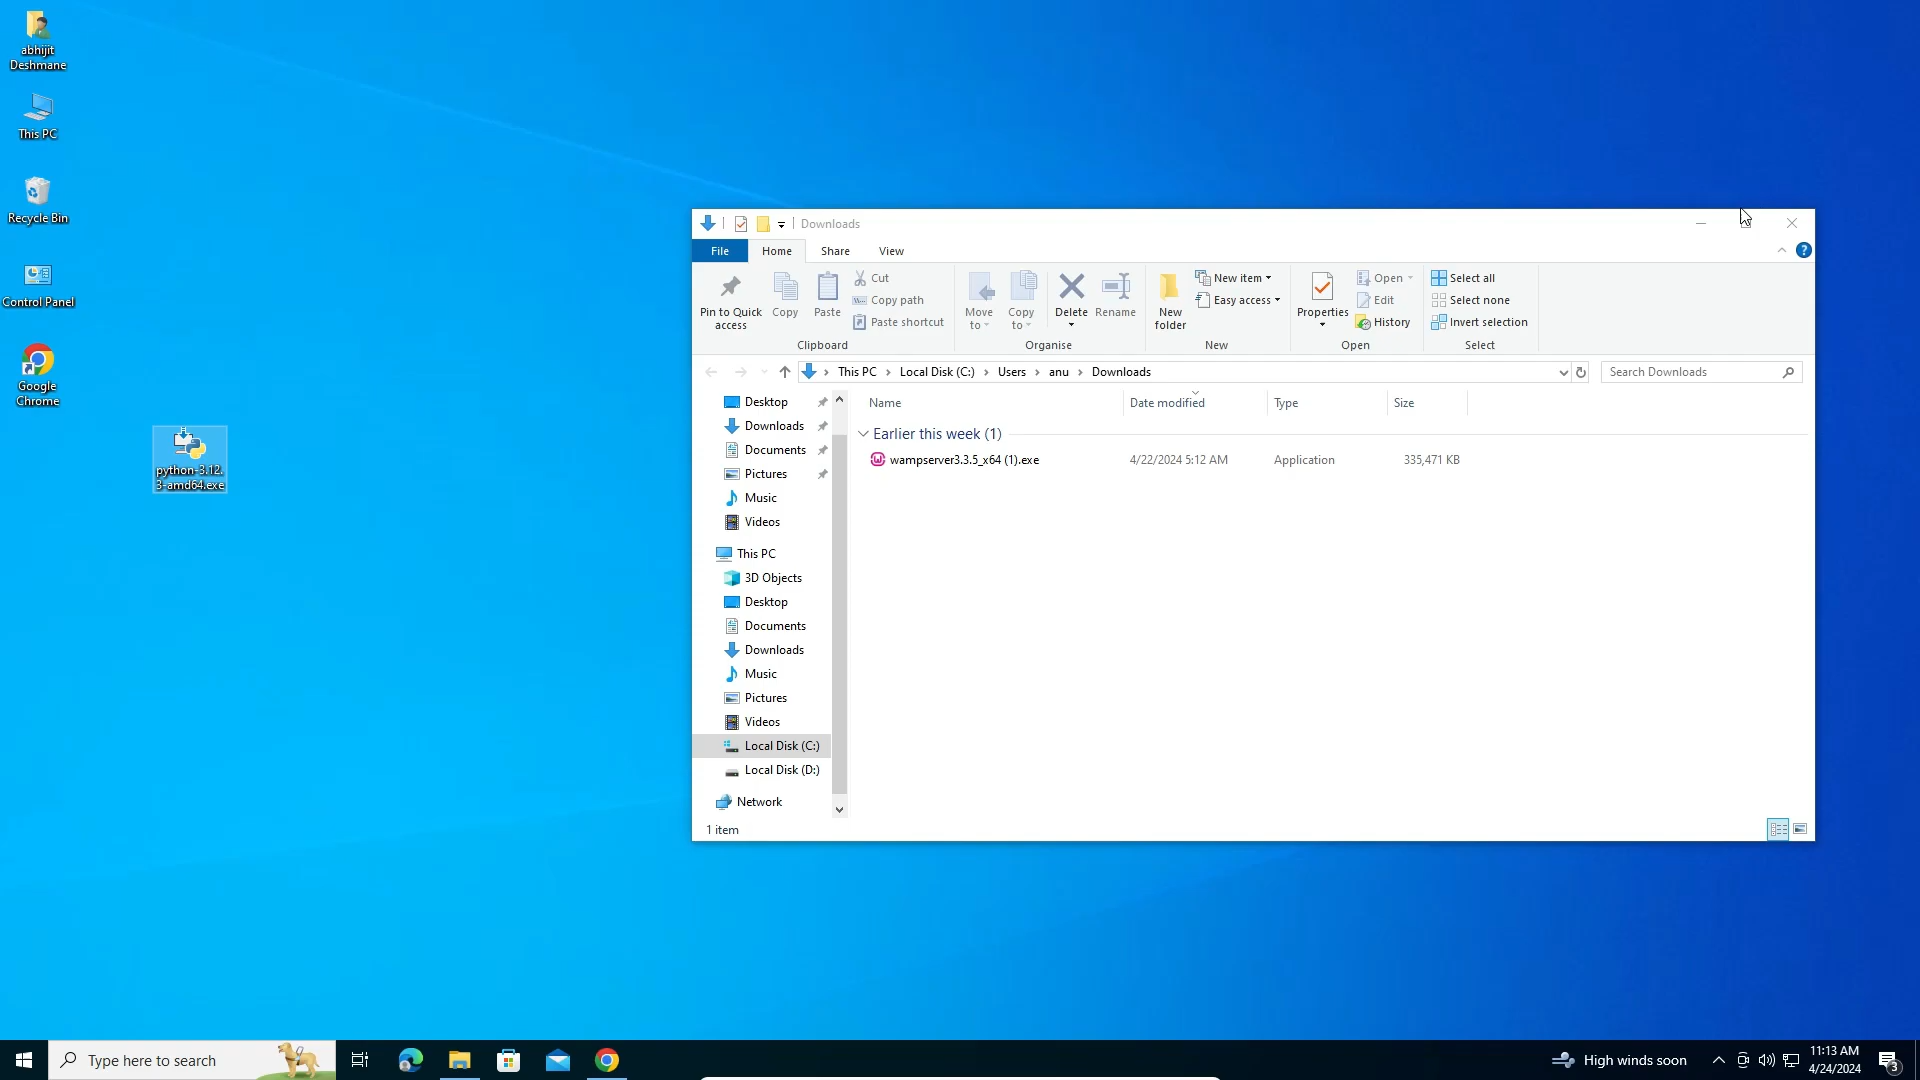 abhijit
Deshmane
This PC
Recycle Bin
Control Panel
Google
Chrome
python-3.12.
3-amd64.exe
Downloads
File
Home
Share
View
Pin to Quick
access
Copy
Paste
Cut
Copy path
Paste shortcut
Clipboard
Move
to
Copy
to
Delete
Rename
Organise
New
folder
New item
Easy access
New
Properties
Open
Edit
History
Open
Select all
Select none
Invert selection
Select
This PC > Local Disk (C:) > Users > anu > Downloads
Search Downloads
Desktop
Downloads
Documents
Pictures
Music
Videos
This PC
3D Objects
Desktop
Documents
Downloads
Music
Pictures
Videos
Local Disk (C:)
Local Disk (D:)
Network
Name
Date modified
Type
Size
Earlier this week (1)
wampserver3.3.5_x64 (1).exe
4/22/2024 5:12 AM
Application
335,471 KB
1 item
Type here to search
High winds soon
11:13 AM
4/24/2024
3